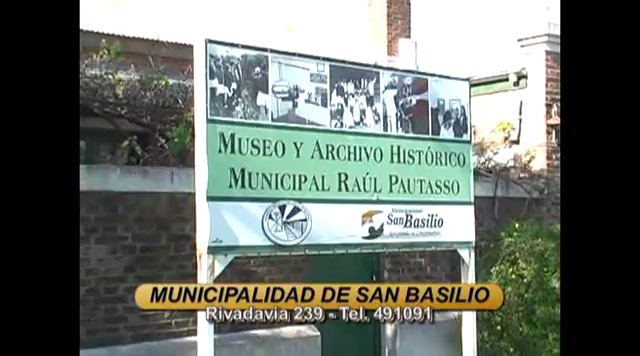 MUSEO Y ARCHIVO HISTÓRICO
MUNICIPAL RAÚL PAUTASSO
San Basilio
MUNICIPALIDAD DE SAN BASILIO
Rivadavia 239 - Tel. 491091